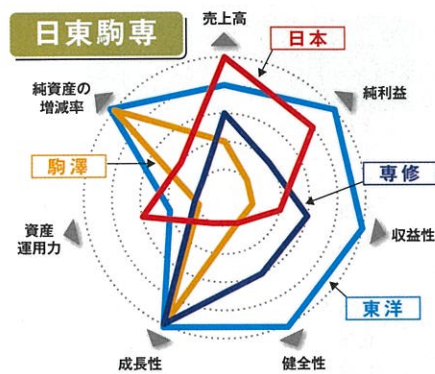 日東駒専
売上高
日本
純資産の
増減率
純利益
駒澤
専修
資産
運用力
収益性
東洋
成長性
健全性